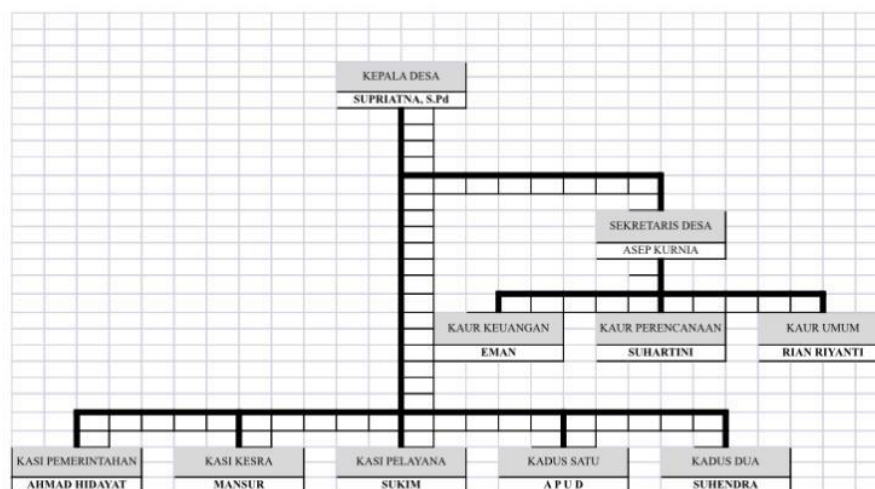 KEPALA DESA
SUPRIATNA, S.Pd
SEKRETARIS DESA
ASEP KURNIA
KAUR KEUANGAN
EMAN
KAUR PERENCANAAN
SUHARTINI
KAUR UMUM
RIAN RIYANTI
KASI PEMERINTAHAN
AHMAD HIDAYAT
KASI KESRA
MANSUR
KASI PELAYANA
SUKIM
KADUS SATU
A P U D
KADUS DUA
SUHENDRA